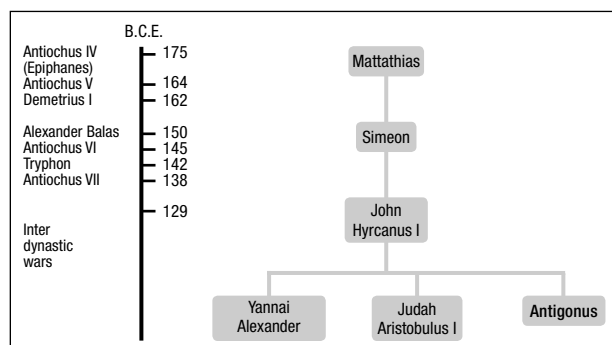 B.C.E.
Antiochus IV
(Epiphanes)
175
Antiochus V
164
Demetrius I
162
Alexander Balas
150
Antiochus VI
145
Tryphon
142
Antiochus VII
138
129
Inter
dynastic
wars
Mattathias
Simeon
John
Hyrcanus I
Yannai
Alexander
Judah
Aristobulus I
Antigonus